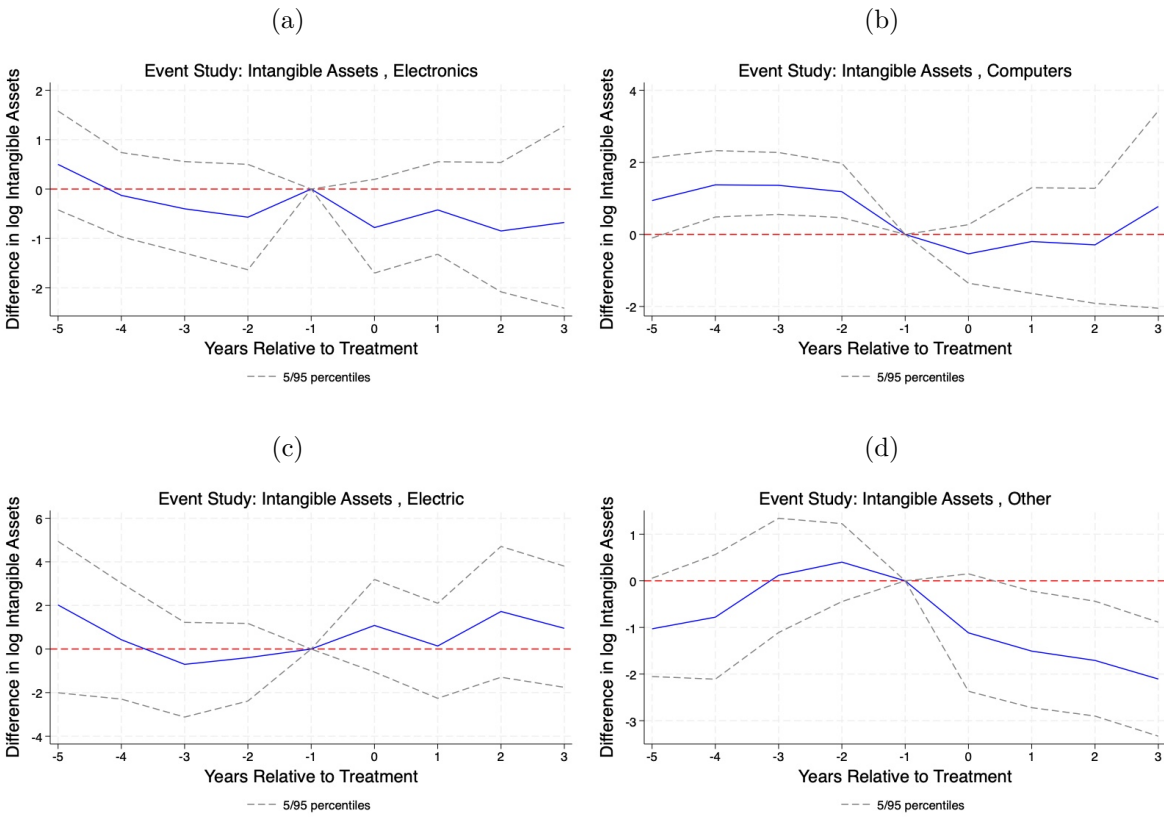 (a)
Event Study: Intangible Assets , Electronics
Difference in log Intangible Assets
2
1
0
-1
-2
-5 -4 -3 -2 -1 0 1 2 3
Years Relative to Treatment
5/95 percentiles
(b)
Event Study: Intangible Assets , Computers
Difference in log Intangible Assets
4
2
0
-2
-5 -4 -3 -2 -1 0 1 2 3
Years Relative to Treatment
5/95 percentiles
(c)
Event Study: Intangible Assets , Electric
Difference in log Intangible Assets
6
4
2
0
-2
-4
-5 -4 -3 -2 -1 0 1 2 3
Years Relative to Treatment
5/95 percentiles
(d)
Event Study: Intangible Assets , Other
Difference in log Intangible Assets
1
0
-1
-2
-3
-5 -4 -3 -2 -1 0 1 2 3
Years Relative to Treatment
5/95 percentiles